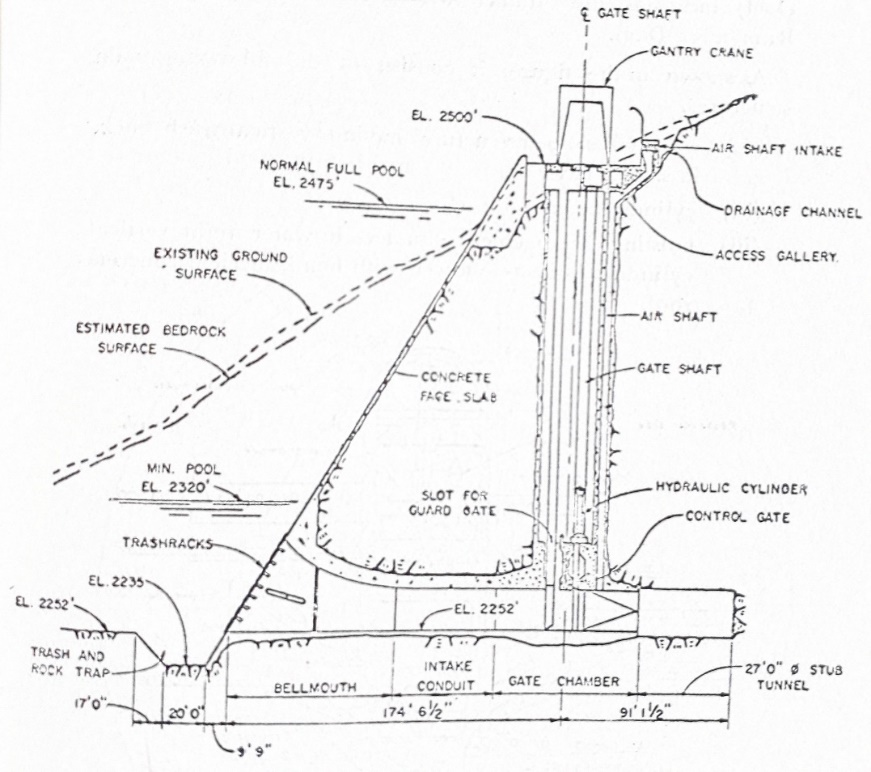 ℄ GATE SHAFT
GANTRY CRANE
EL. 2500'
AIR SHAFT INTAKE
NORMAL FULL POOL
EL. 2475'
DRAINAGE CHANNEL
EXISTING GROUND
SURFACE
ACCESS GALLERY
AIR SHAFT
ESTIMATED BEDROCK
SURFACE
GATE SHAFT
CONCRETE
FACE SLAB
MIN. POOL
EL. 2320'
SLOT FOR
GUARD GATE
HYDRAULIC CYLINDER
CONTROL GATE
TRASHRACKS
EL. 2235
EL. 2252'
EL. 2252'
TRASH AND
ROCK TRAP
BELLMOUTH
INTAKE
CONDUIT
GATE CHAMBER
27'0" Ø STUB
TUNNEL
17'0"
20'0"
174' 6½"
91' 1½"
9' 9"